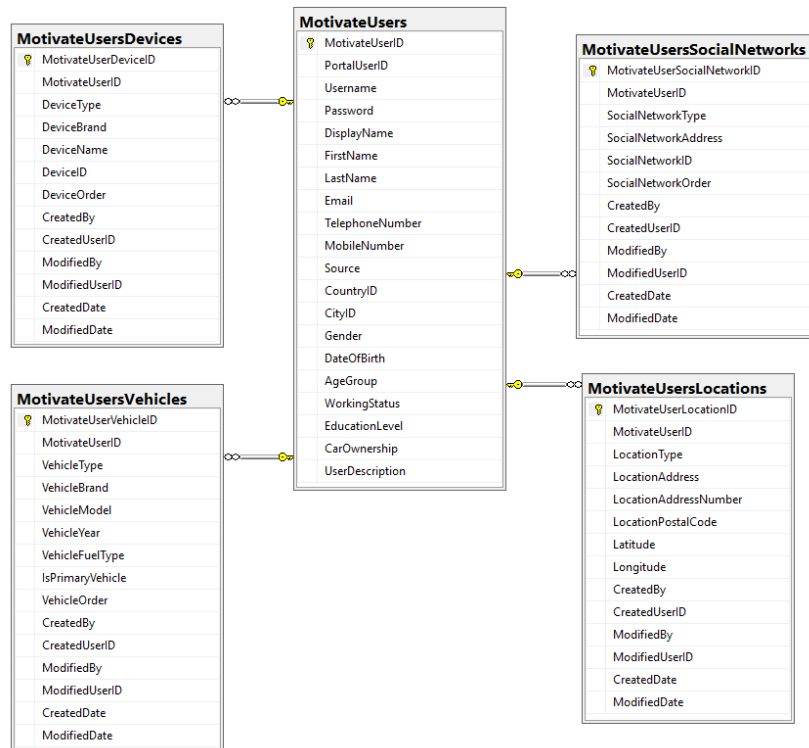 MotivateUsersDevices
MotivateUserDeviceID
MotivateUserID
DeviceType
DeviceBrand
DeviceName
DeviceID
DeviceOrder
CreatedBy
CreatedUserID
ModifiedBy
ModifiedUserID
CreatedDate
ModifiedDate
MotivateUsers
MotivateUserID
PortalUserID
Username
Password
DisplayName
FirstName
LastName
Email
TelephoneNumber
MobileNumber
Source
CountryID
CityID
Gender
DateOfBirth
AgeGroup
WorkingStatus
EducationLevel
CarOwnership
UserDescription
MotivateUsersSocialNetworks
MotivateUserSocialNetworkID
MotivateUserID
SocialNetworkType
SocialNetworkAddress
SocialNetworkID
SocialNetworkOrder
CreatedBy
CreatedUserID
ModifiedBy
ModifiedUserID
CreatedDate
ModifiedDate
MotivateUsersVehicles
MotivateUserVehicleID
MotivateUserID
VehicleType
VehicleBrand
VehicleModel
VehicleYear
VehicleFuelType
IsPrimaryVehicle
VehicleOrder
CreatedBy
CreatedUserID
ModifiedBy
ModifiedUserID
CreatedDate
ModifiedDate
MotivateUsersLocations
MotivateUserLocationID
MotivateUserID
LocationType
LocationAddress
LocationAddressNumber
LocationPostalCode
Latitude
Longitude
CreatedBy
CreatedUserID
ModifiedBy
ModifiedUserID
CreatedDate
ModifiedDate